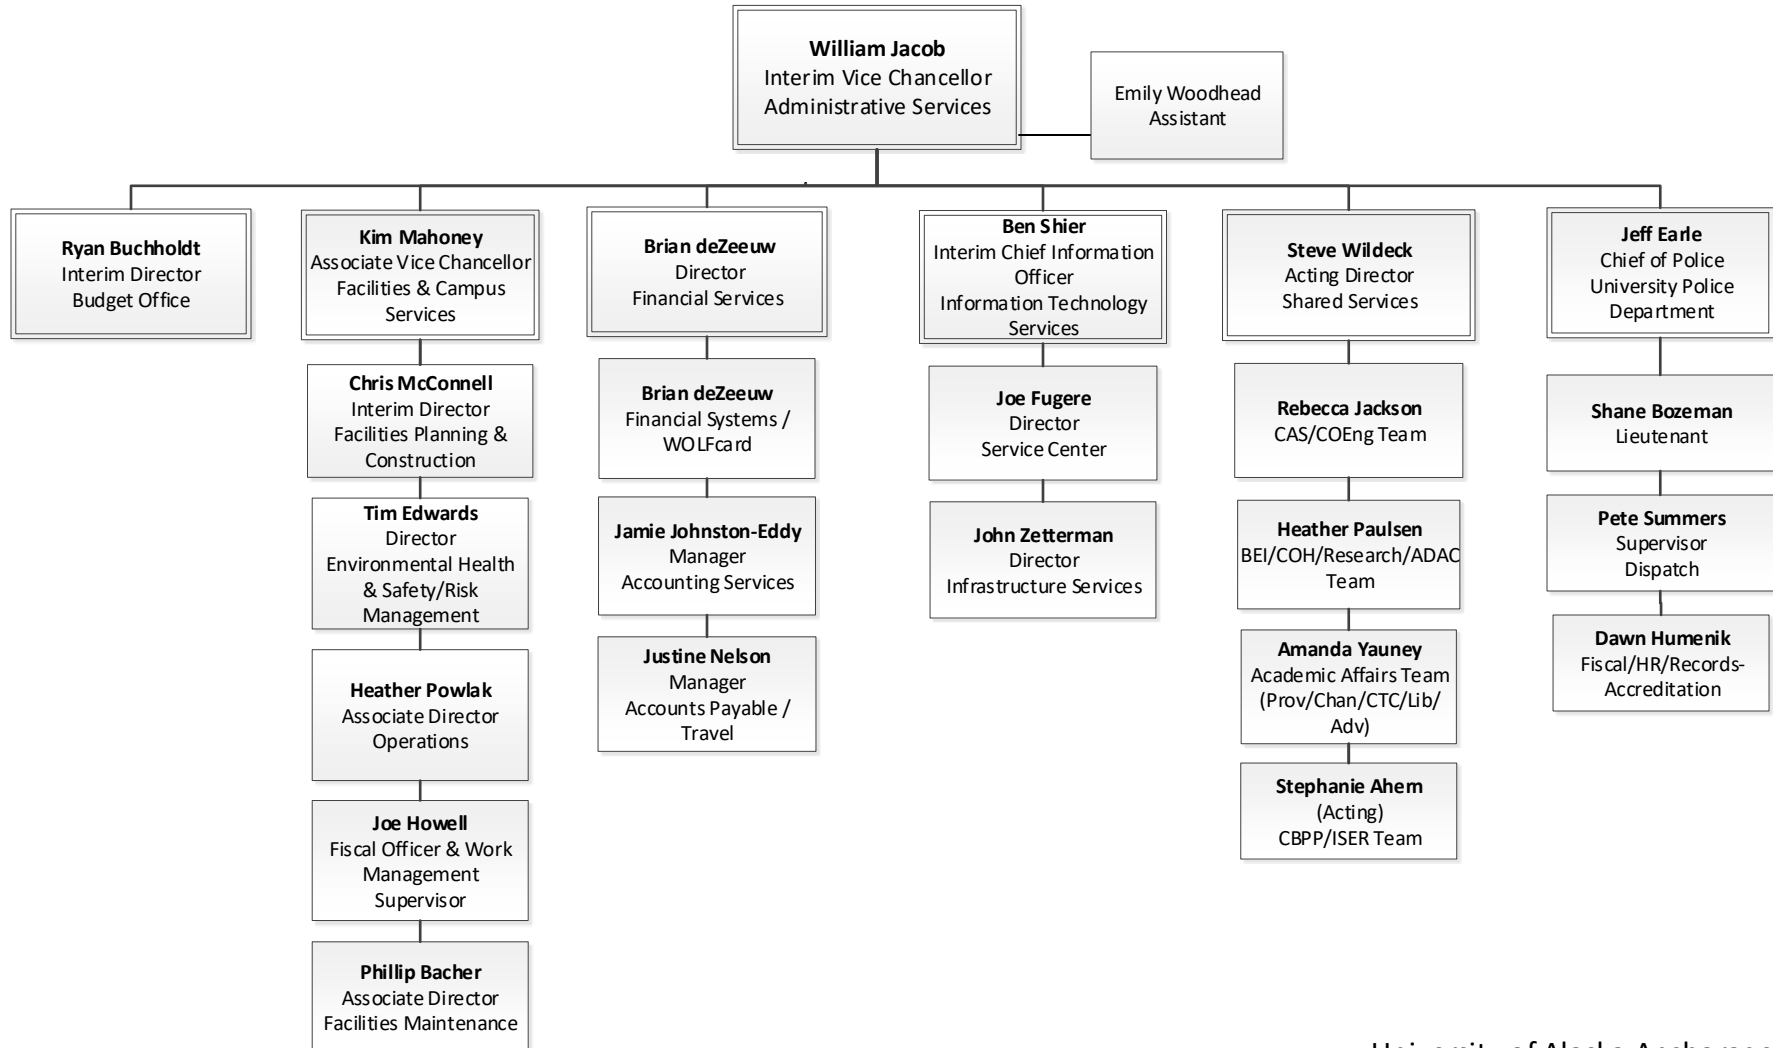 William Jacob
Interim Vice Chancellor
Administrative Services
Emily Woodhead
Assistant
Ryan Buchholdt
Interim Director
Budget Office
Kim Mahoney
Associate Vice Chancellor
Facilities & Campus
Services
Chris McConnell
Interim Director
Facilities Planning &
Construction
Tim Edwards
Director
Environmental Health
& Safety/Risk
Management
Heather Powlak
Associate Director
Operations
Joe Howell
Fiscal Officer & Work
Management
Supervisor
Phillip Bacher
Associate Director
Facilities Maintenance
Brian deZeeuw
Director
Financial Services
Brian deZeeuw
Financial Systems /
WOLFcard
Jamie Johnston-Eddy
Manager
Accounting Services
Justine Nelson
Manager
Accounts Payable /
Travel
Ben Shier
Interim Chief Information
Officer
Information Technology
Services
Joe Fugere
Director
Service Center
John Zetterman
Director
Infrastructure Services
Steve Wildeck
Acting Director
Shared Services
Rebecca Jackson
CAS/COEng Team
Heather Paulsen
BEI/COH/Research/ADAC
Team
Amanda Yauney
Academic Affairs Team
(Prov/Chan/CTC/Lib/
Adv)
Stephanie Ahern
(Acting)
CBPP/ISER Team
Jeff Earle
Chief of Police
University Police
Department
Shane Bozeman
Lieutenant
Pete Summers
Supervisor
Dispatch
Dawn Humenik
Fiscal/HR/Records-
Accreditation
University of Alaska Anchorage